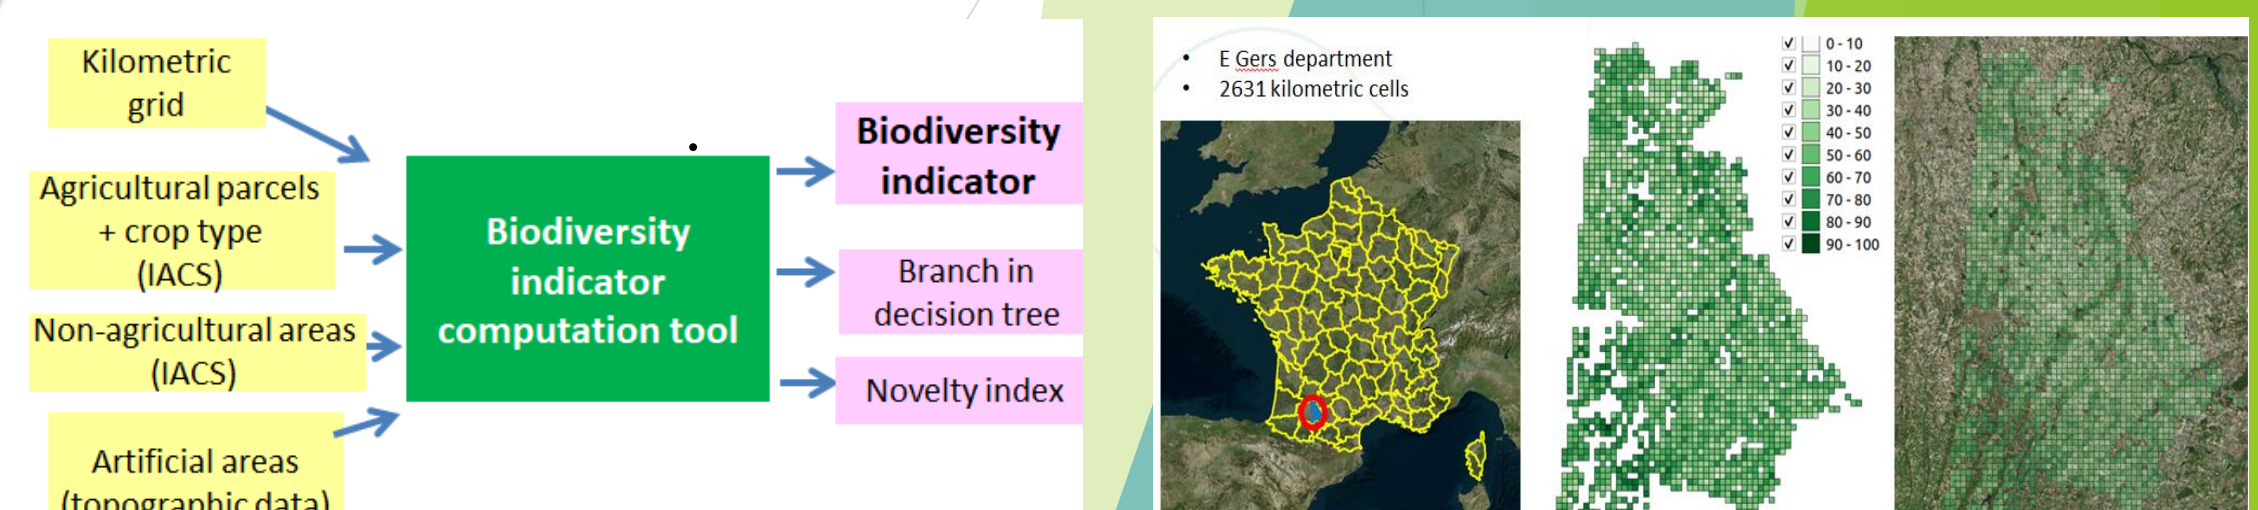 Kilometric
grid
Agricultural parcels
+ crop type
(IACS)
Non-agricultural areas
(IACS)
Artificial areas
(topographic data)
Biodiversity
indicator
computation tool
Biodiversity
indicator
Branch in
decision tree
Novelty index
• E Gers department
• 2631 kilometric cells
0 - 10
10 - 20
20 - 30
30 - 40
40 - 50
50 - 60
60 - 70
70 - 80
80 - 90
90 - 100